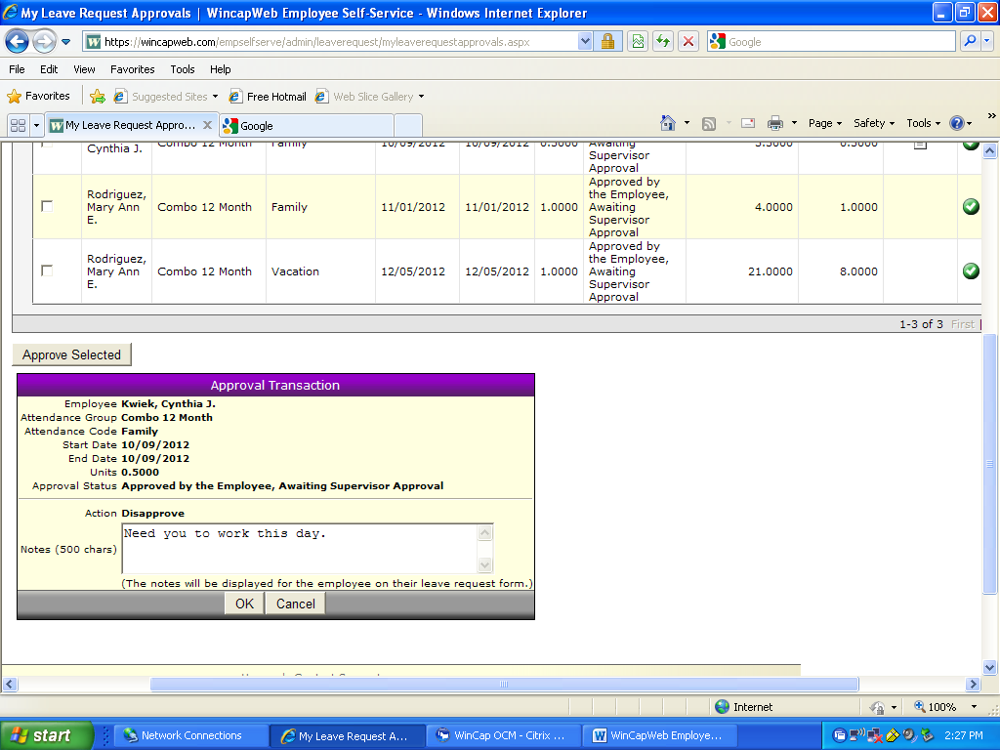 My Leave Request Approvals | WincapWeb Employee Self-Service - Windows Internet Explorer
https://wincapweb.com/empselfserve/admin/leaverequest/myleaverequestapprovals.aspx
Google
File Edit View Favorites Tools Help
Favorites Suggested Sites Free Hotmail Web Slice Gallery
My Leave Request Appro... X Google
Page Safety Tools
Cynthia J. Combo 12 Month Family 10/09/2012 10/09/2012 0.5000 Awaiting 3.5000 0.5000
Supervisor
Approval
Rodriguez, Mary Ann E. Combo 12 Month Family 11/01/2012 11/01/2012 1.0000 Approved by the Employee, Awaiting Supervisor Approval 4.0000 1.0000
Rodriguez, Mary Ann E. Combo 12 Month Vacation 12/05/2012 12/05/2012 1.0000 Approved by the Employee, Awaiting Supervisor Approval 21.0000 8.0000
1-3 of 3 First |
Approve Selected
Approval Transaction
Employee Kwiek, Cynthia J.
Attendance Group Combo 12 Month
Attendance Code Family
Start Date 10/09/2012
End Date 10/09/2012
Units 0.5000
Approval Status Approved by the Employee, Awaiting Supervisor Approval
Action Disapprove
Notes (500 chars) Need you to work this day.
(The notes will be displayed for the employee on their leave request form.)
OK Cancel
Internet 100%
start Network Connections My Leave Request A... WinCap OCM - Citrix ... WinCapWeb Employe... 2:27 PM